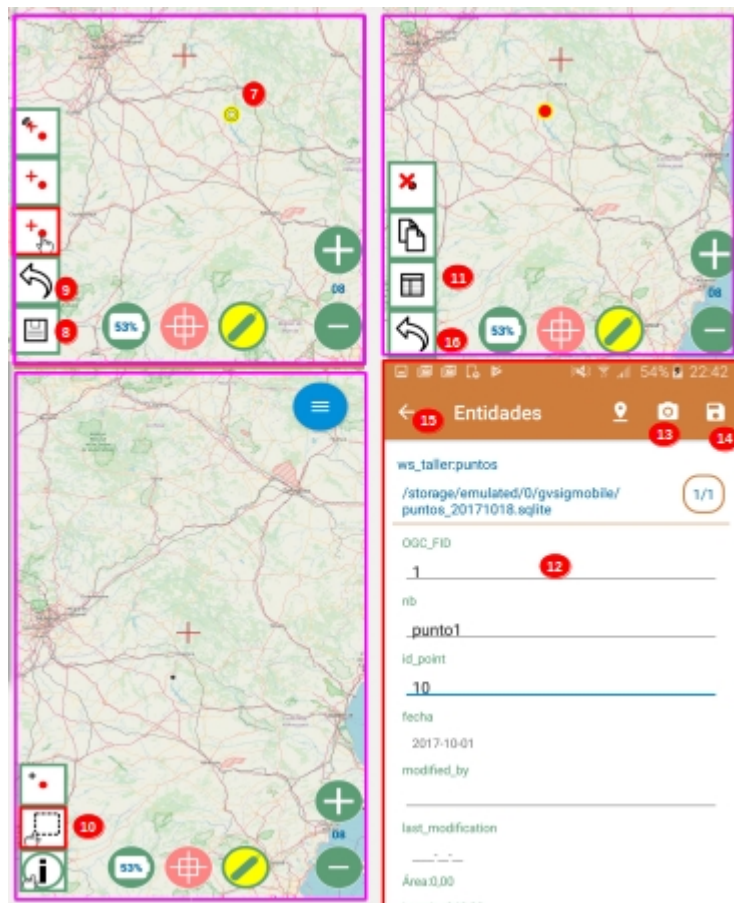 7
9
08
8
53%
11
08
16
53%
54% 22:42
15
Entidades
13
14
ws_taller:puntos
/storage/emulated/0/gvsigmobile/
puntos_20171018.sqlite
1/1
OGC_FID
1
12
nb
punto1
id_point
10
fecha
2017-10-01
modified_by
last_modification
__-_-_
Área:0,00
10
08
53%